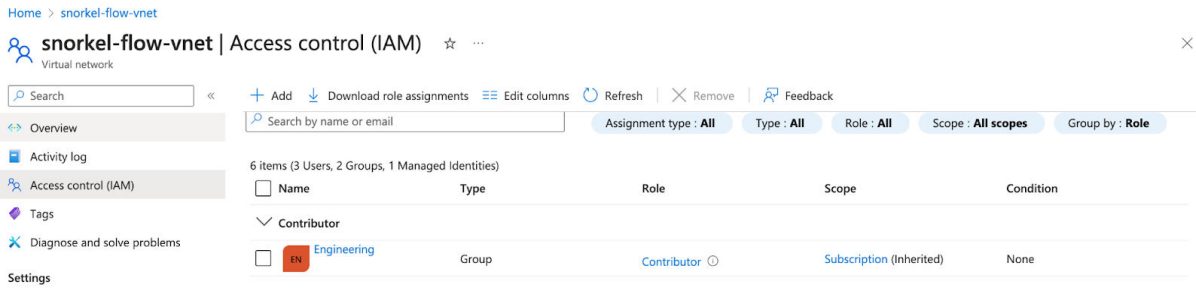 Home > snorkel-flow-vnet
snorkel-flow-vnet | Access control (IAM) ☆ ...
Virtual network
Search
«
+ Add Download role assignments Edit columns Refresh Remove Feedback
Overview
Activity log
Access control (IAM)
Tags
Diagnose and solve problems
Settings
Search by name or email
Assignment type : All Type : All Role : All Scope : All scopes Group by : Role
6 items (3 Users, 2 Groups, 1 Managed Identities)
Name Type Role Scope Condition
Contributor
EN Engineering Group Contributor Subscription (Inherited) None